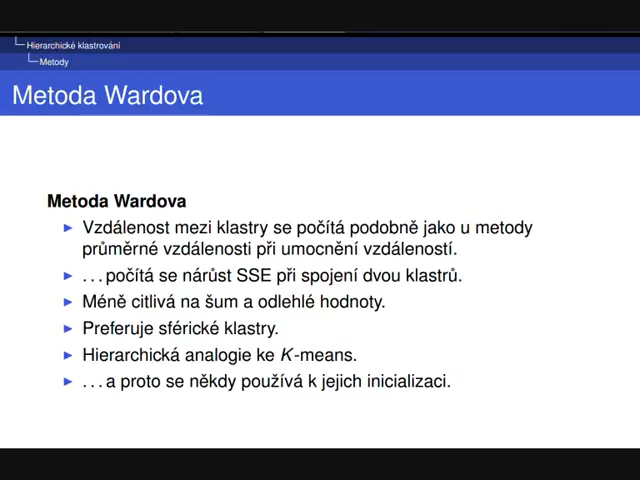 Hierarchické klastrování
Metody
Metoda Wardova
Metoda Wardova
Vzdálenost mezi klastry se počítá podobně jako u metody
průměrné vzdálenosti při umocnění vzdáleností.
...počítá se nárůst SSE při spojení dvou klastrů.
Méně citlivá na šum a odlehlé hodnoty.
Preferuje sférické klastry.
Hierarchická analogie ke K-means.
...a proto se někdy používá k jejich inicializaci.